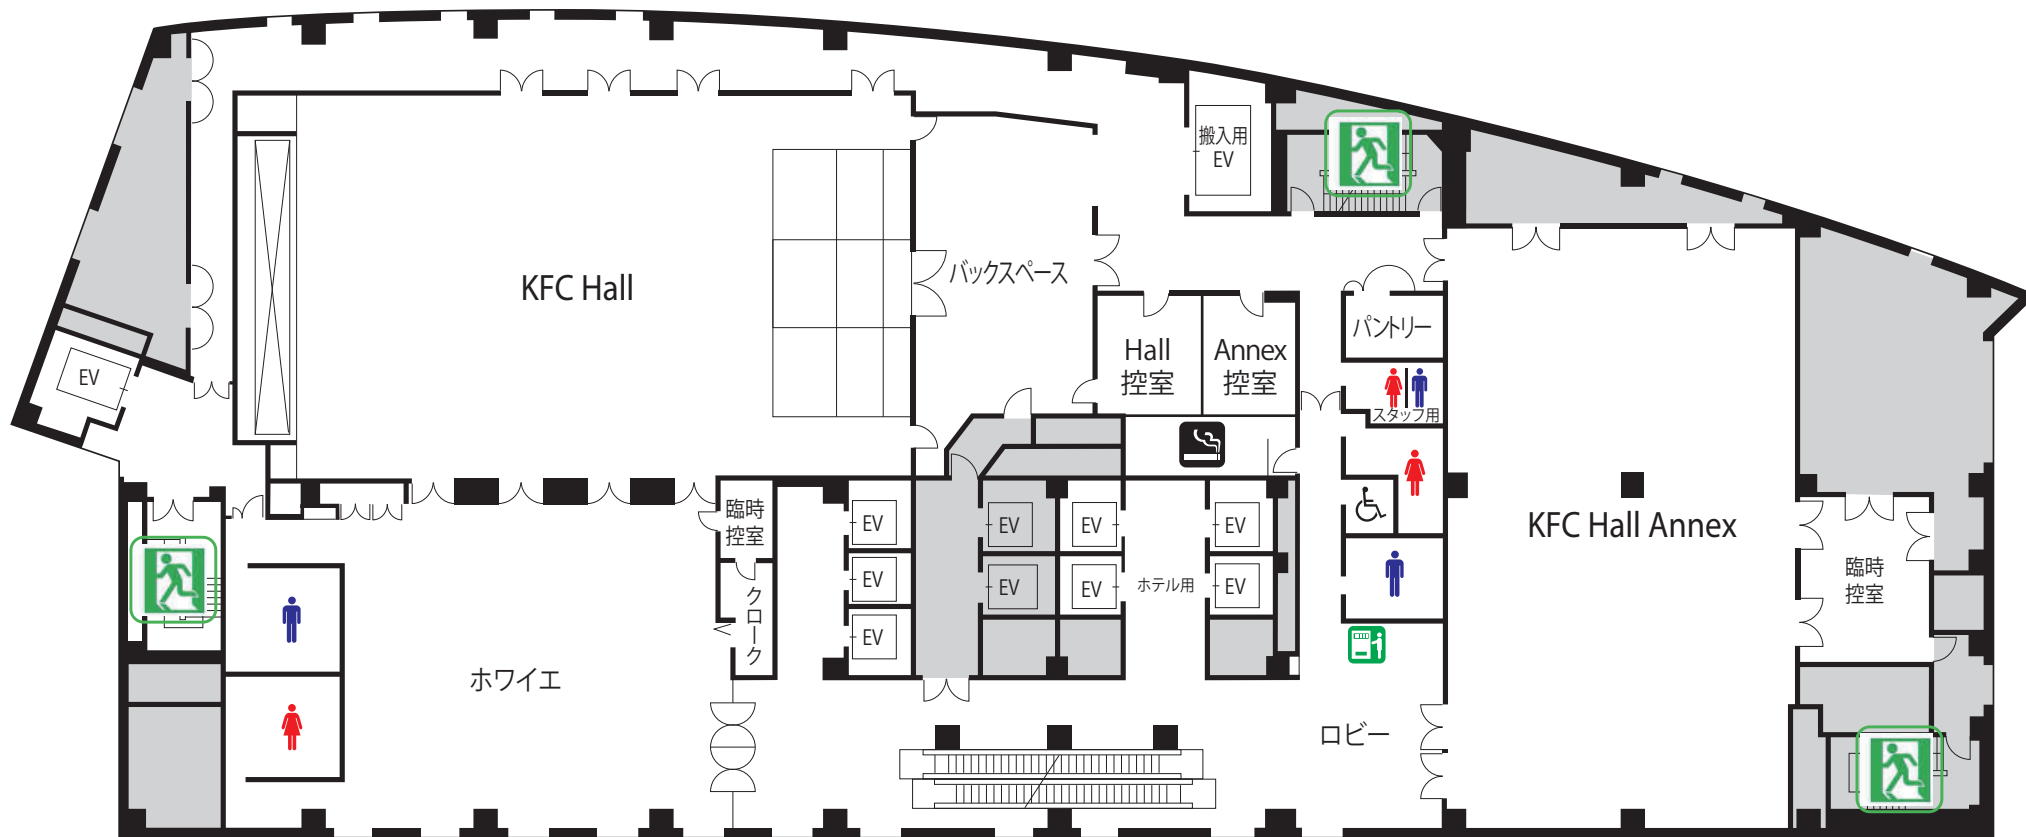 搬入用
EV
KFC Hall
バックスペース
パントリー
Hall
控室
Annex
控室
EV
スタッフ用
臨時
控室
EV
EV
EV
EV
KFC Hall Annex
EV
EV
EV
ホテル用
EV
臨時
控室
クローク
EV
ホワイエ
ロビー